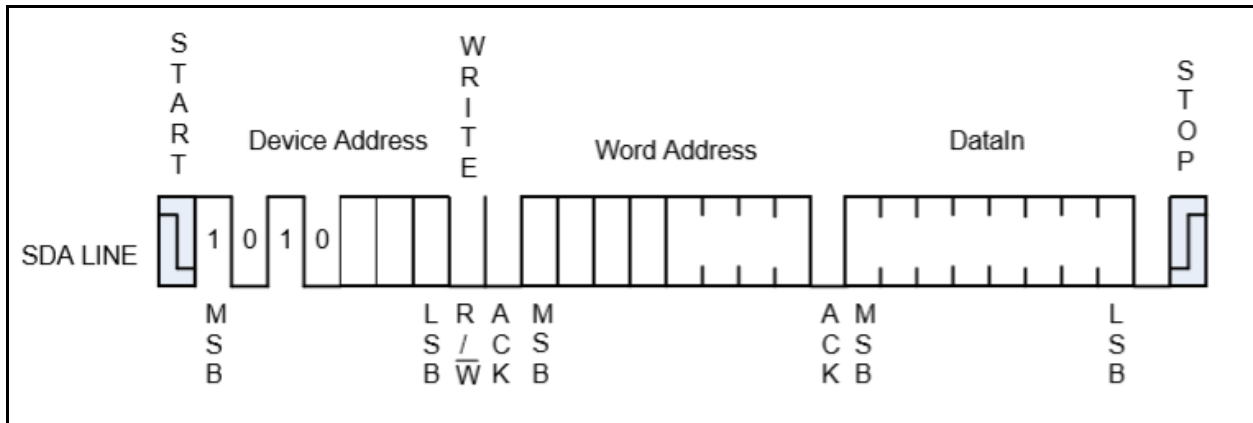 START
WRITE
STOP
Device Address
Word Address
DataIn
SDA LINE
1 0 1 0
MSB
LSB
R/W̅
ACK
MSB
ACK
MSB
LSB